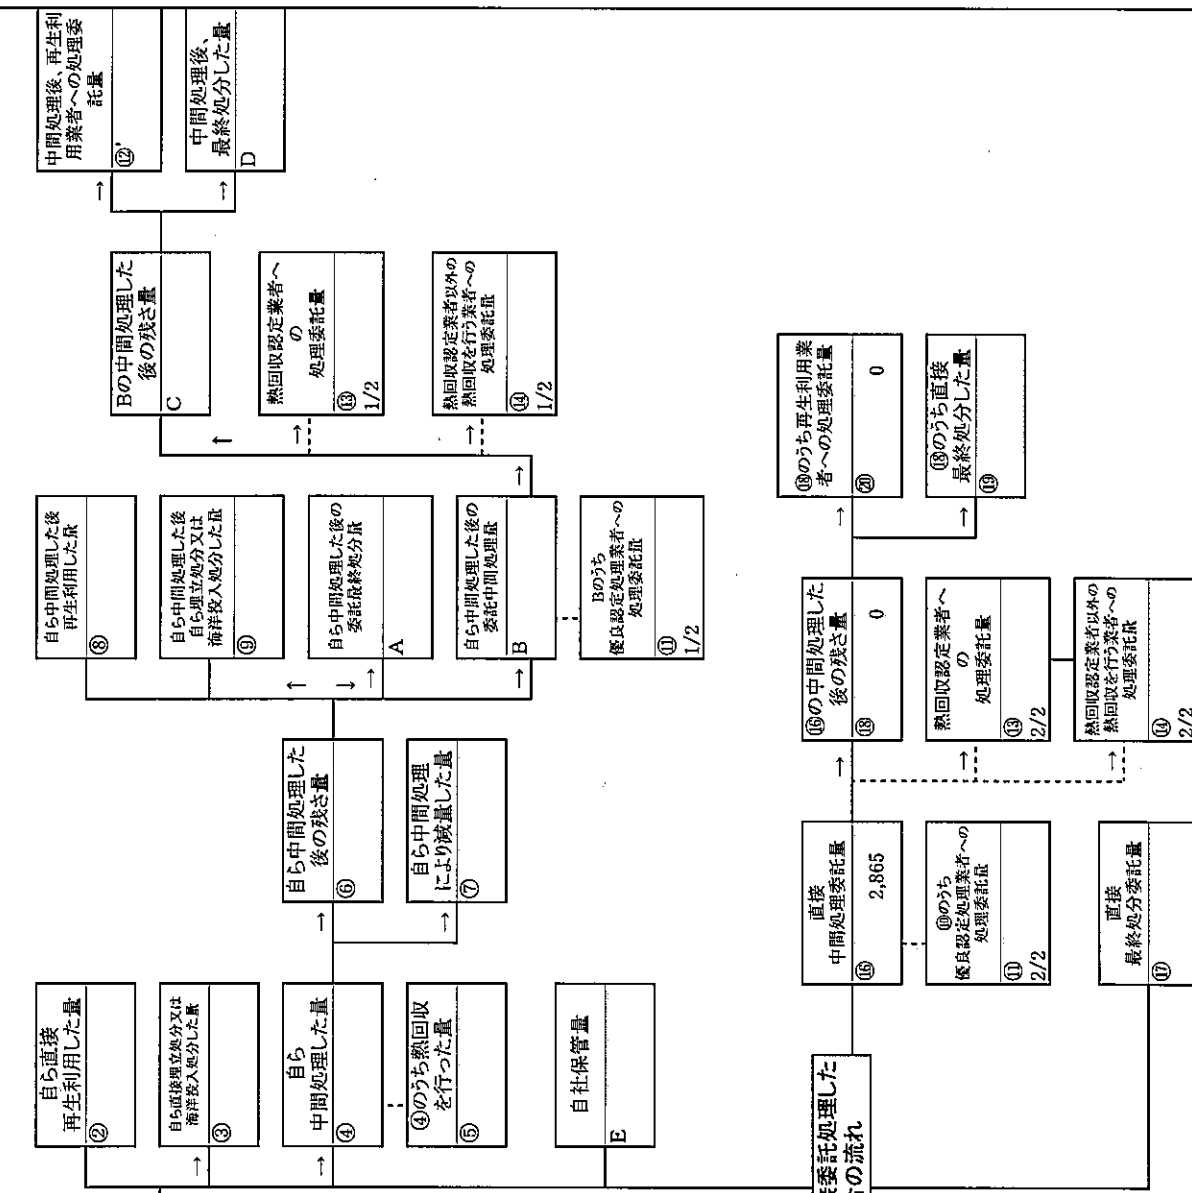 自ら直接
再生利用した量
②
自ら直接埋立処分又は
海洋投入処分した量
③
自ら
中間処理した量
④
④のうち熱回収
を行った量
⑤
自社保管量
E
自ら中間処理した
後の残さ量
⑥
自ら中間処理
により減量した量
⑦
自ら中間処理した後
再生利用した量
⑧
自ら中間処理した後
自ら埋立処分又は
海洋投入処分した量
⑨
自ら中間処理した後の
委託最終処分量
A
自ら中間処理した後の
委託中間処理量
B
Bのうち
優良認定処理業者への
処理委託量
⑪
1/2
Bの中間処理した
後の残さ量
C
熱回収認定業者へ
の
処理委託量
⑬
1/2
熱回収認定業者以外の
熱回収を行う業者への
処理委託量
⑭
1/2
中間処理後、再生利
用業者への処理委
託量
⑫'
中間処理後、
最終処分した量
D
委託処理した
の流れ
直接
中間処理委託量
⑯ 2,865
⑩のうち
優良認定処理業者への
処理委託量
⑪
2/2
直接
最終処分委託量
⑰
⑯の中間処理した
後の残さ量
⑱ 0
熱回収認定業者へ
の
処理委託量
⑬
2/2
熱回収認定業者以外の
熱回収を行う業者への
処理委託量
⑭
2/2
⑱のうち再生利用業
者への処理委託量
⑳ 0
⑱のうち直接
最終処分した量
⑲